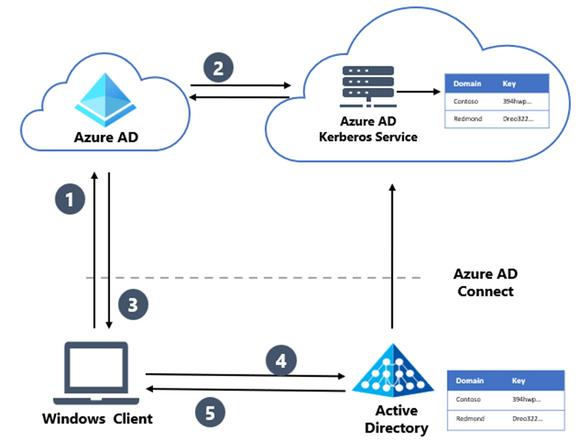 2
Domain Key
Contoso 394hwp...
Redmond Dreo322...
Azure AD
Azure AD
Kerberos Service
1
Azure AD
Connect
3
4
Domain Key
Contoso 394hwp...
Redmond Dreo322...
5
Windows Client
Active
Directory